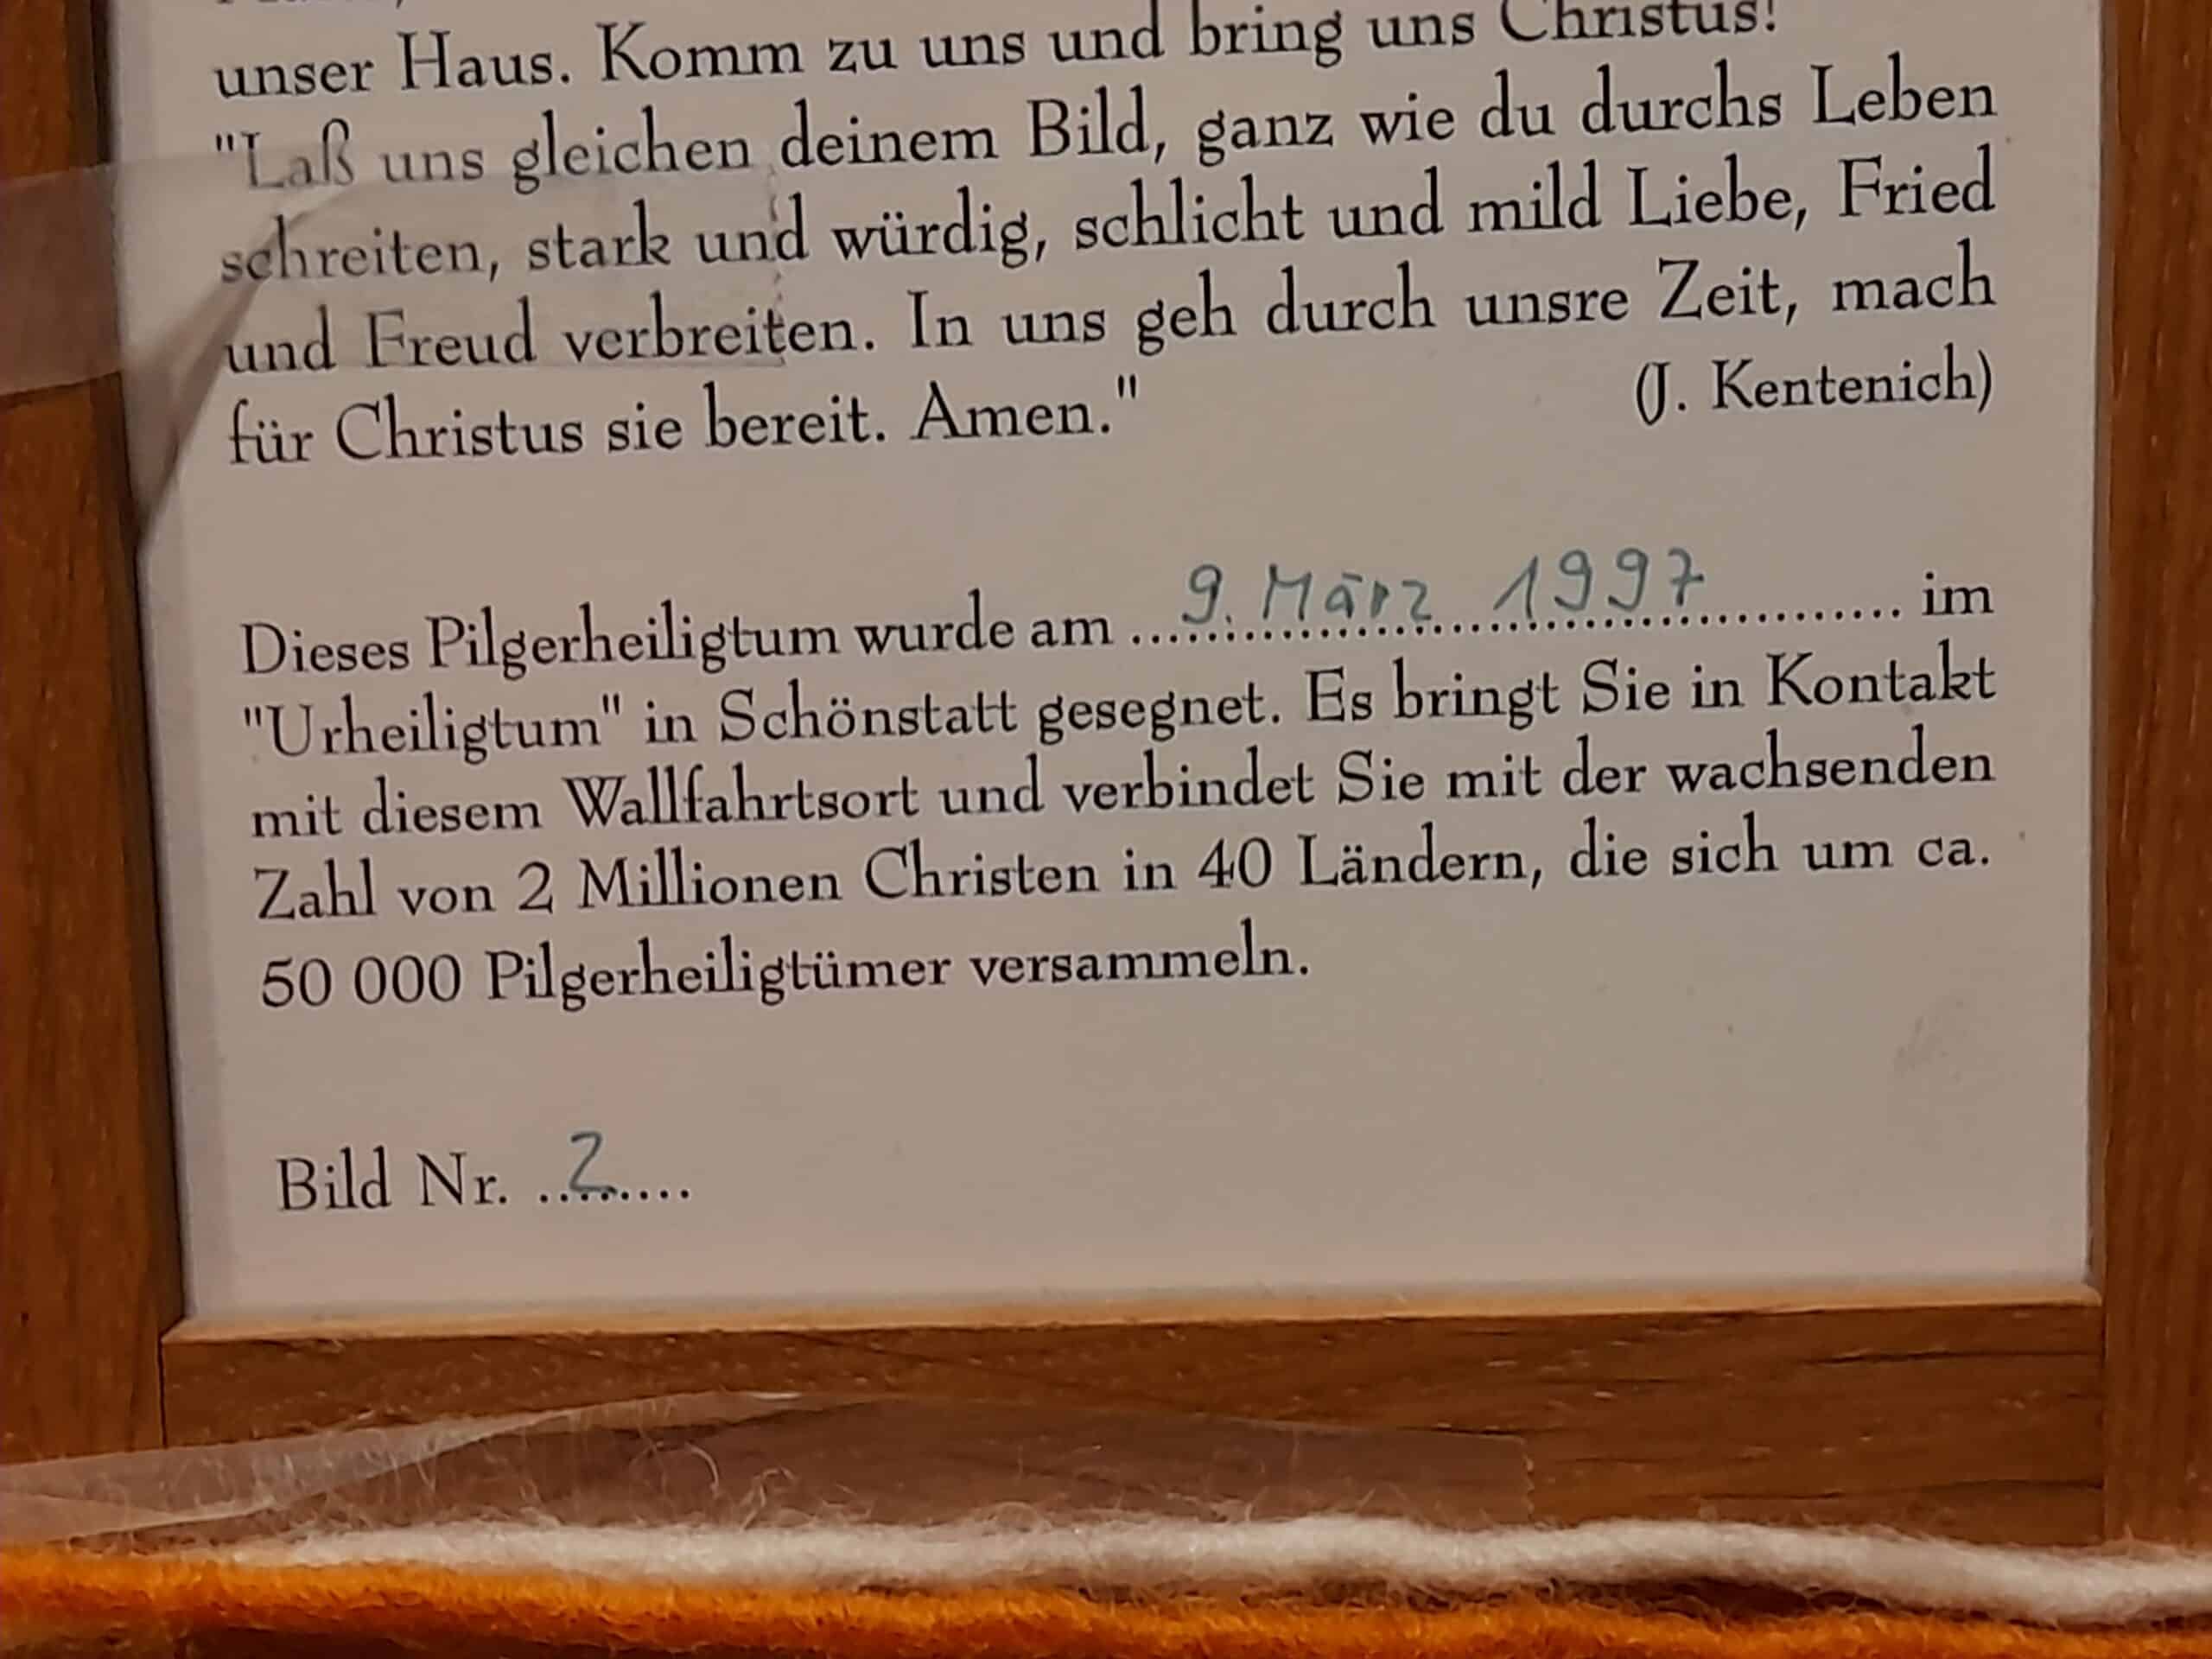 unser Haus. Komm zu uns und bring uns Christus!
"Laß uns gleichen deinem Bild, ganz wie du durchs Leben
schreiten, stark und würdig, schlicht und mild Liebe, Fried
und Freud verbreiten. In uns geh durch unsre Zeit, mach
für Christus sie bereit. Amen." (J. Kentenich)
Dieses Pilgerheiligtum wurde am ...9. März 1997... im
"Urheiligtum" in Schönstatt gesegnet. Es bringt Sie in Kontakt
mit diesem Wallfahrtsort und verbindet Sie mit der wachsenden
Zahl von 2 Millionen Christen in 40 Ländern, die sich um ca.
50 000 Pilgerheiligtümer versammeln.
Bild Nr. ...2...